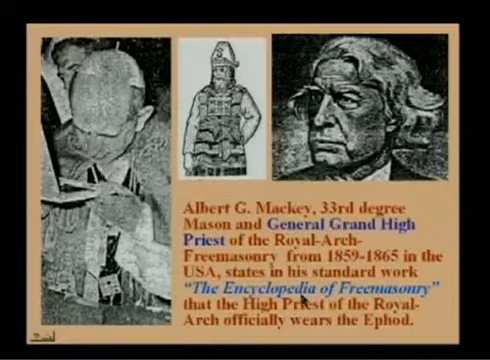 Albert G. Mackey, 33rd degree
Mason and General Grand High
Priest of the Royal-Arch-
Freemasonry from 1859-1865 in the
USA, states in his standard work
“The Encyclopedia of Freemasonry”
that the High Priest of the Royal-
Arch officially wears the Ephod.